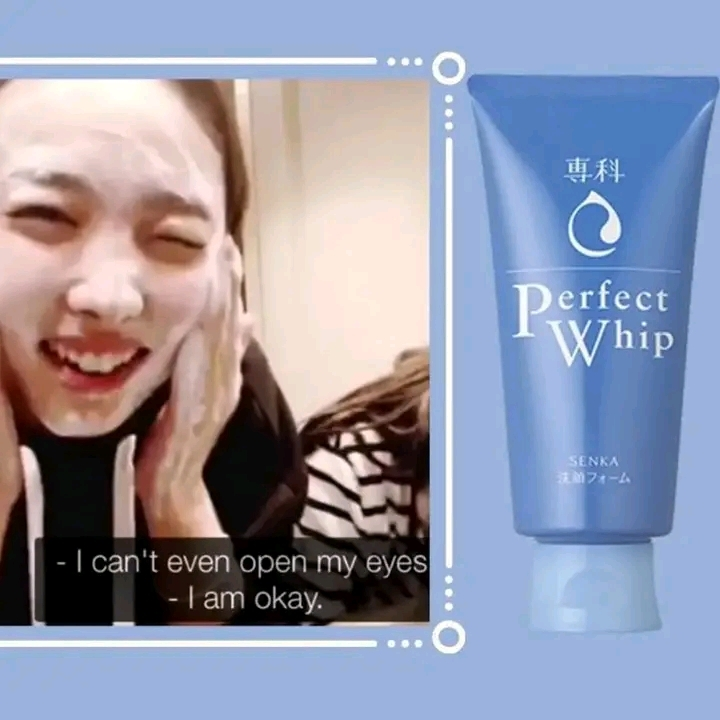 - I can't even open my eyes
- I am okay.
専科
Perfect
Whip
SENKA
洗顔フォーム